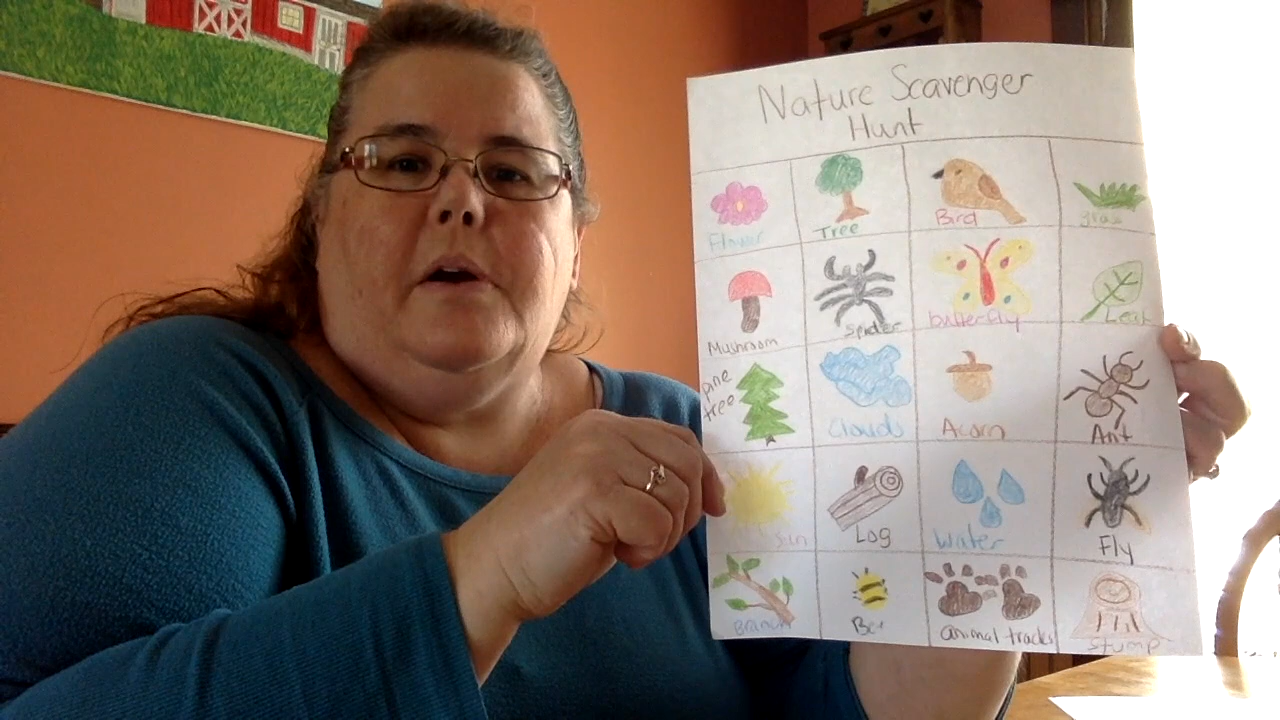 Nature Scavenger
Hunt
Flower
Tree
Bird
grass
Mushroom
Spider
butterfly
Leaf
pine
tree
Clouds
Acorn
Ant
Sun
Log
Water
Fly
Branch
Bee
animal tracks
Stump